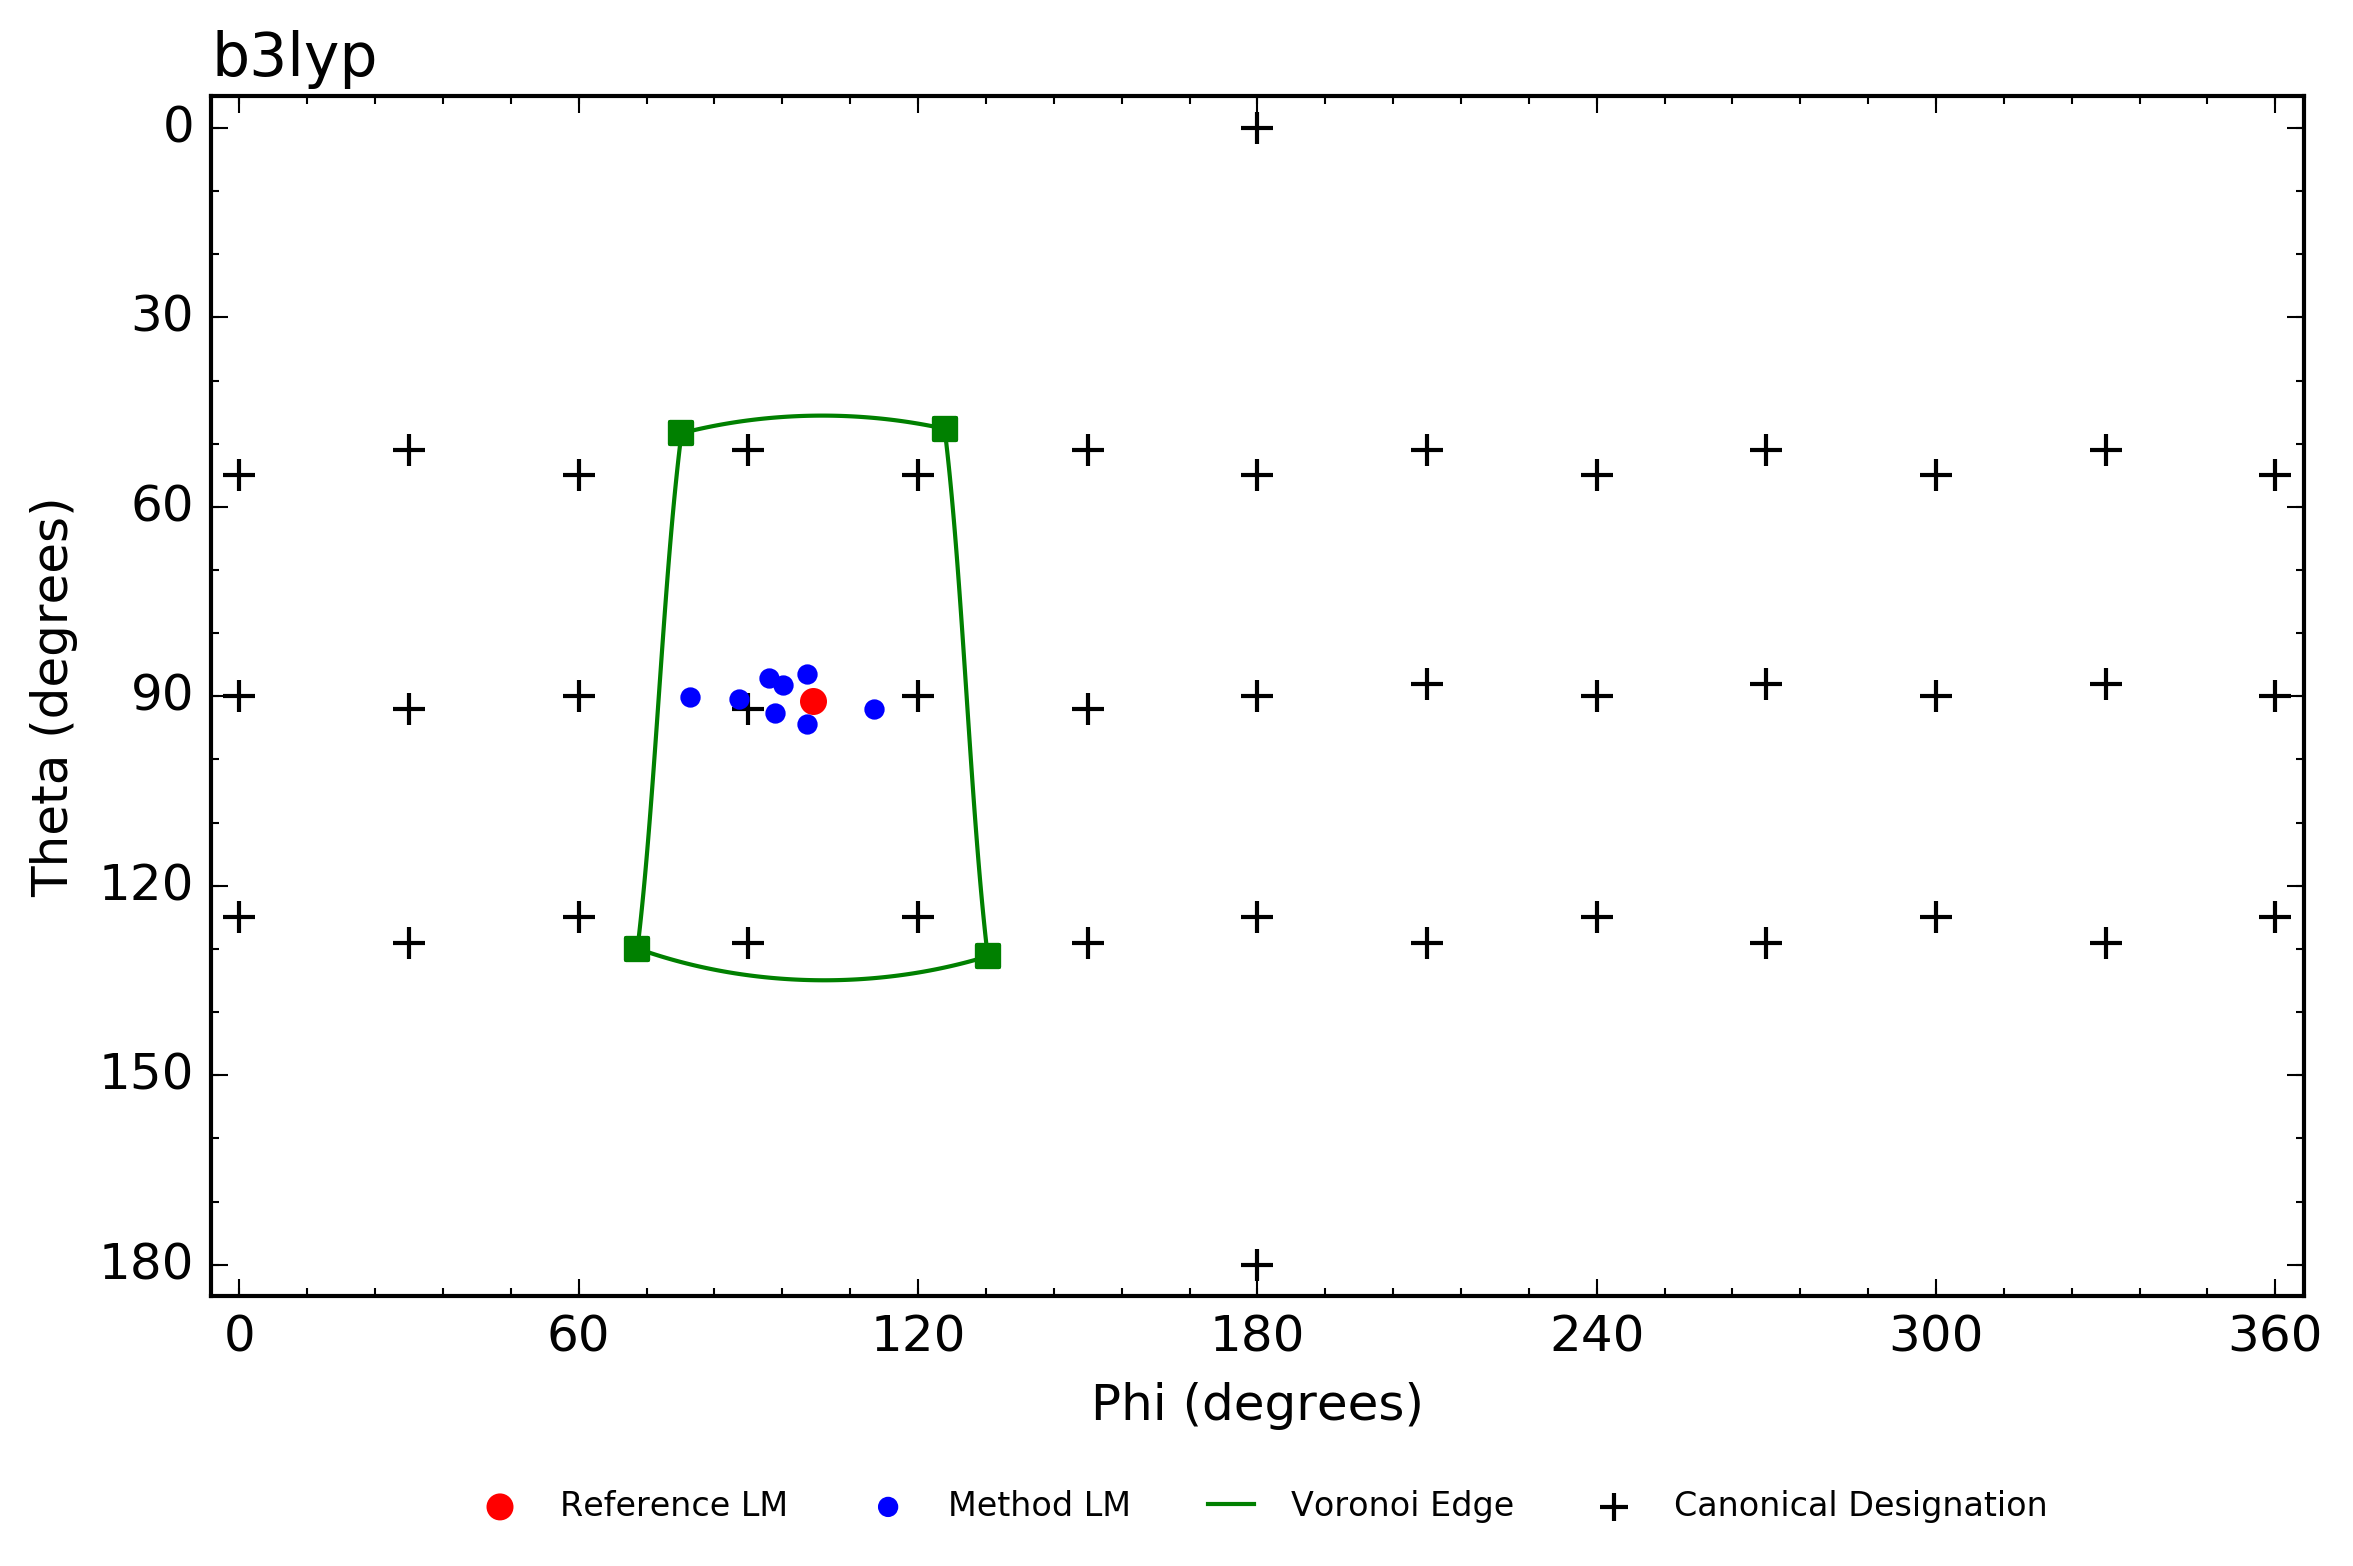 b3lyp
0
30
60
90
120
150
180
Theta (degrees)
0 60 120 180 240 300 360
Phi (degrees)
Reference LM Method LM Voronoi Edge Canonical Designation